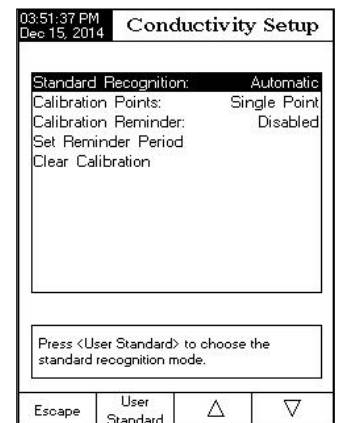 03:51:37 PM
Dec 15, 2014
Conductivity Setup
Standard Recognition: Automatic
Calibration Points: Single Point
Calibration Reminder: Disabled
Set Reminder Period
Clear Calibration
Press <User Standard> to choose the
standard recognition mode.
Escape
User
Standard